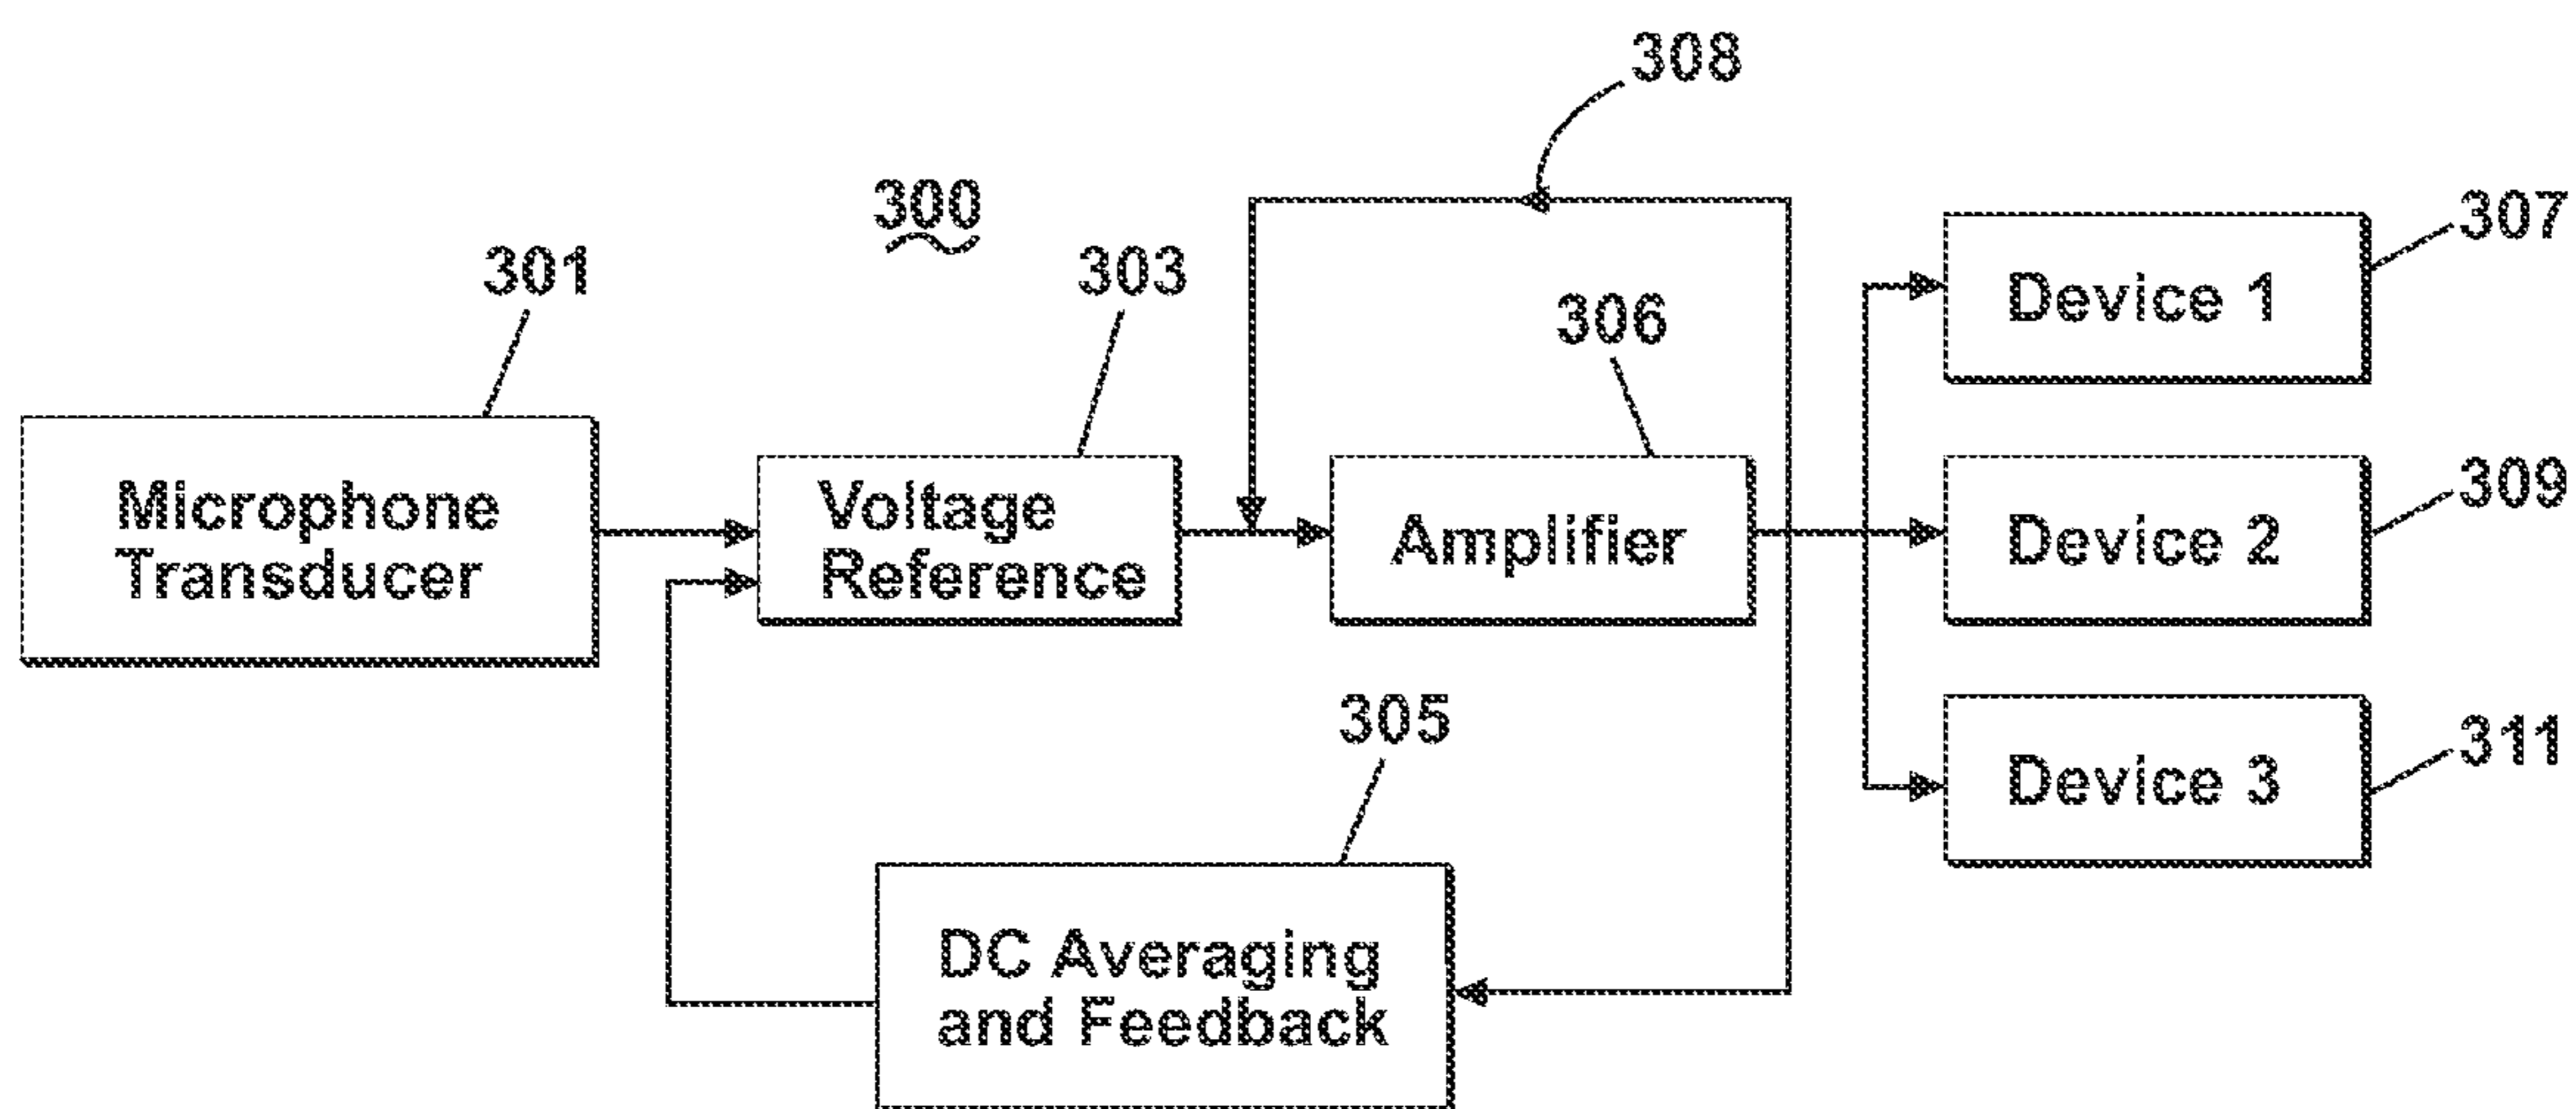 308
300
307
301
303
306
Device 1
309
Microphone
Transducer
Voltage
Reference
Amplifier
Device 2
305
311
Device 3
DC Averaging
and Feedback